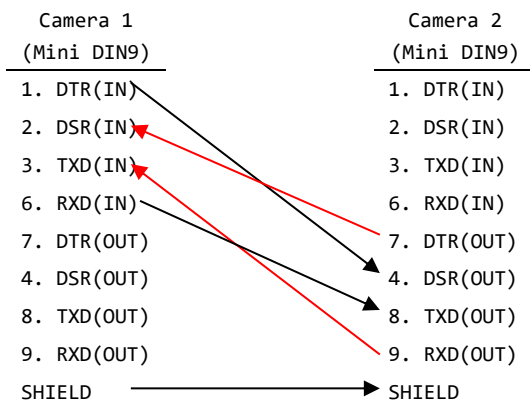 Camera 1
(Mini DIN9)
1. DTR(IN)
2. DSR(IN)
3. TXD(IN)
6. RXD(IN)
7. DTR(OUT)
4. DSR(OUT)
8. TXD(OUT)
9. RXD(OUT)
SHIELD
Camera 2
(Mini DIN9)
1. DTR(IN)
2. DSR(IN)
3. TXD(IN)
6. RXD(IN)
7. DTR(OUT)
4. DSR(OUT)
8. TXD(OUT)
9. RXD(OUT)
SHIELD